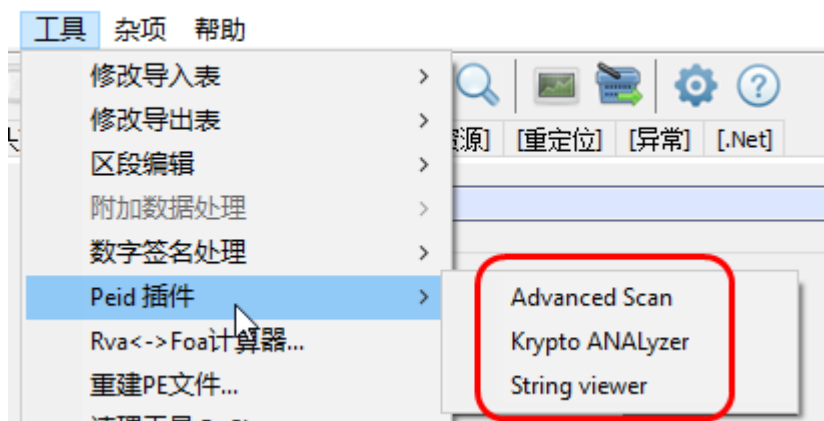 工具 杂项 帮助
修改导入表
修改导出表
[重定位] [异常] [.Net]
区段编辑
附加数据处理
数字签名处理
Peid 插件
Advanced Scan
Rva<->Foa计算器...
Krypto ANALyzer
重建PE文件...
String viewer